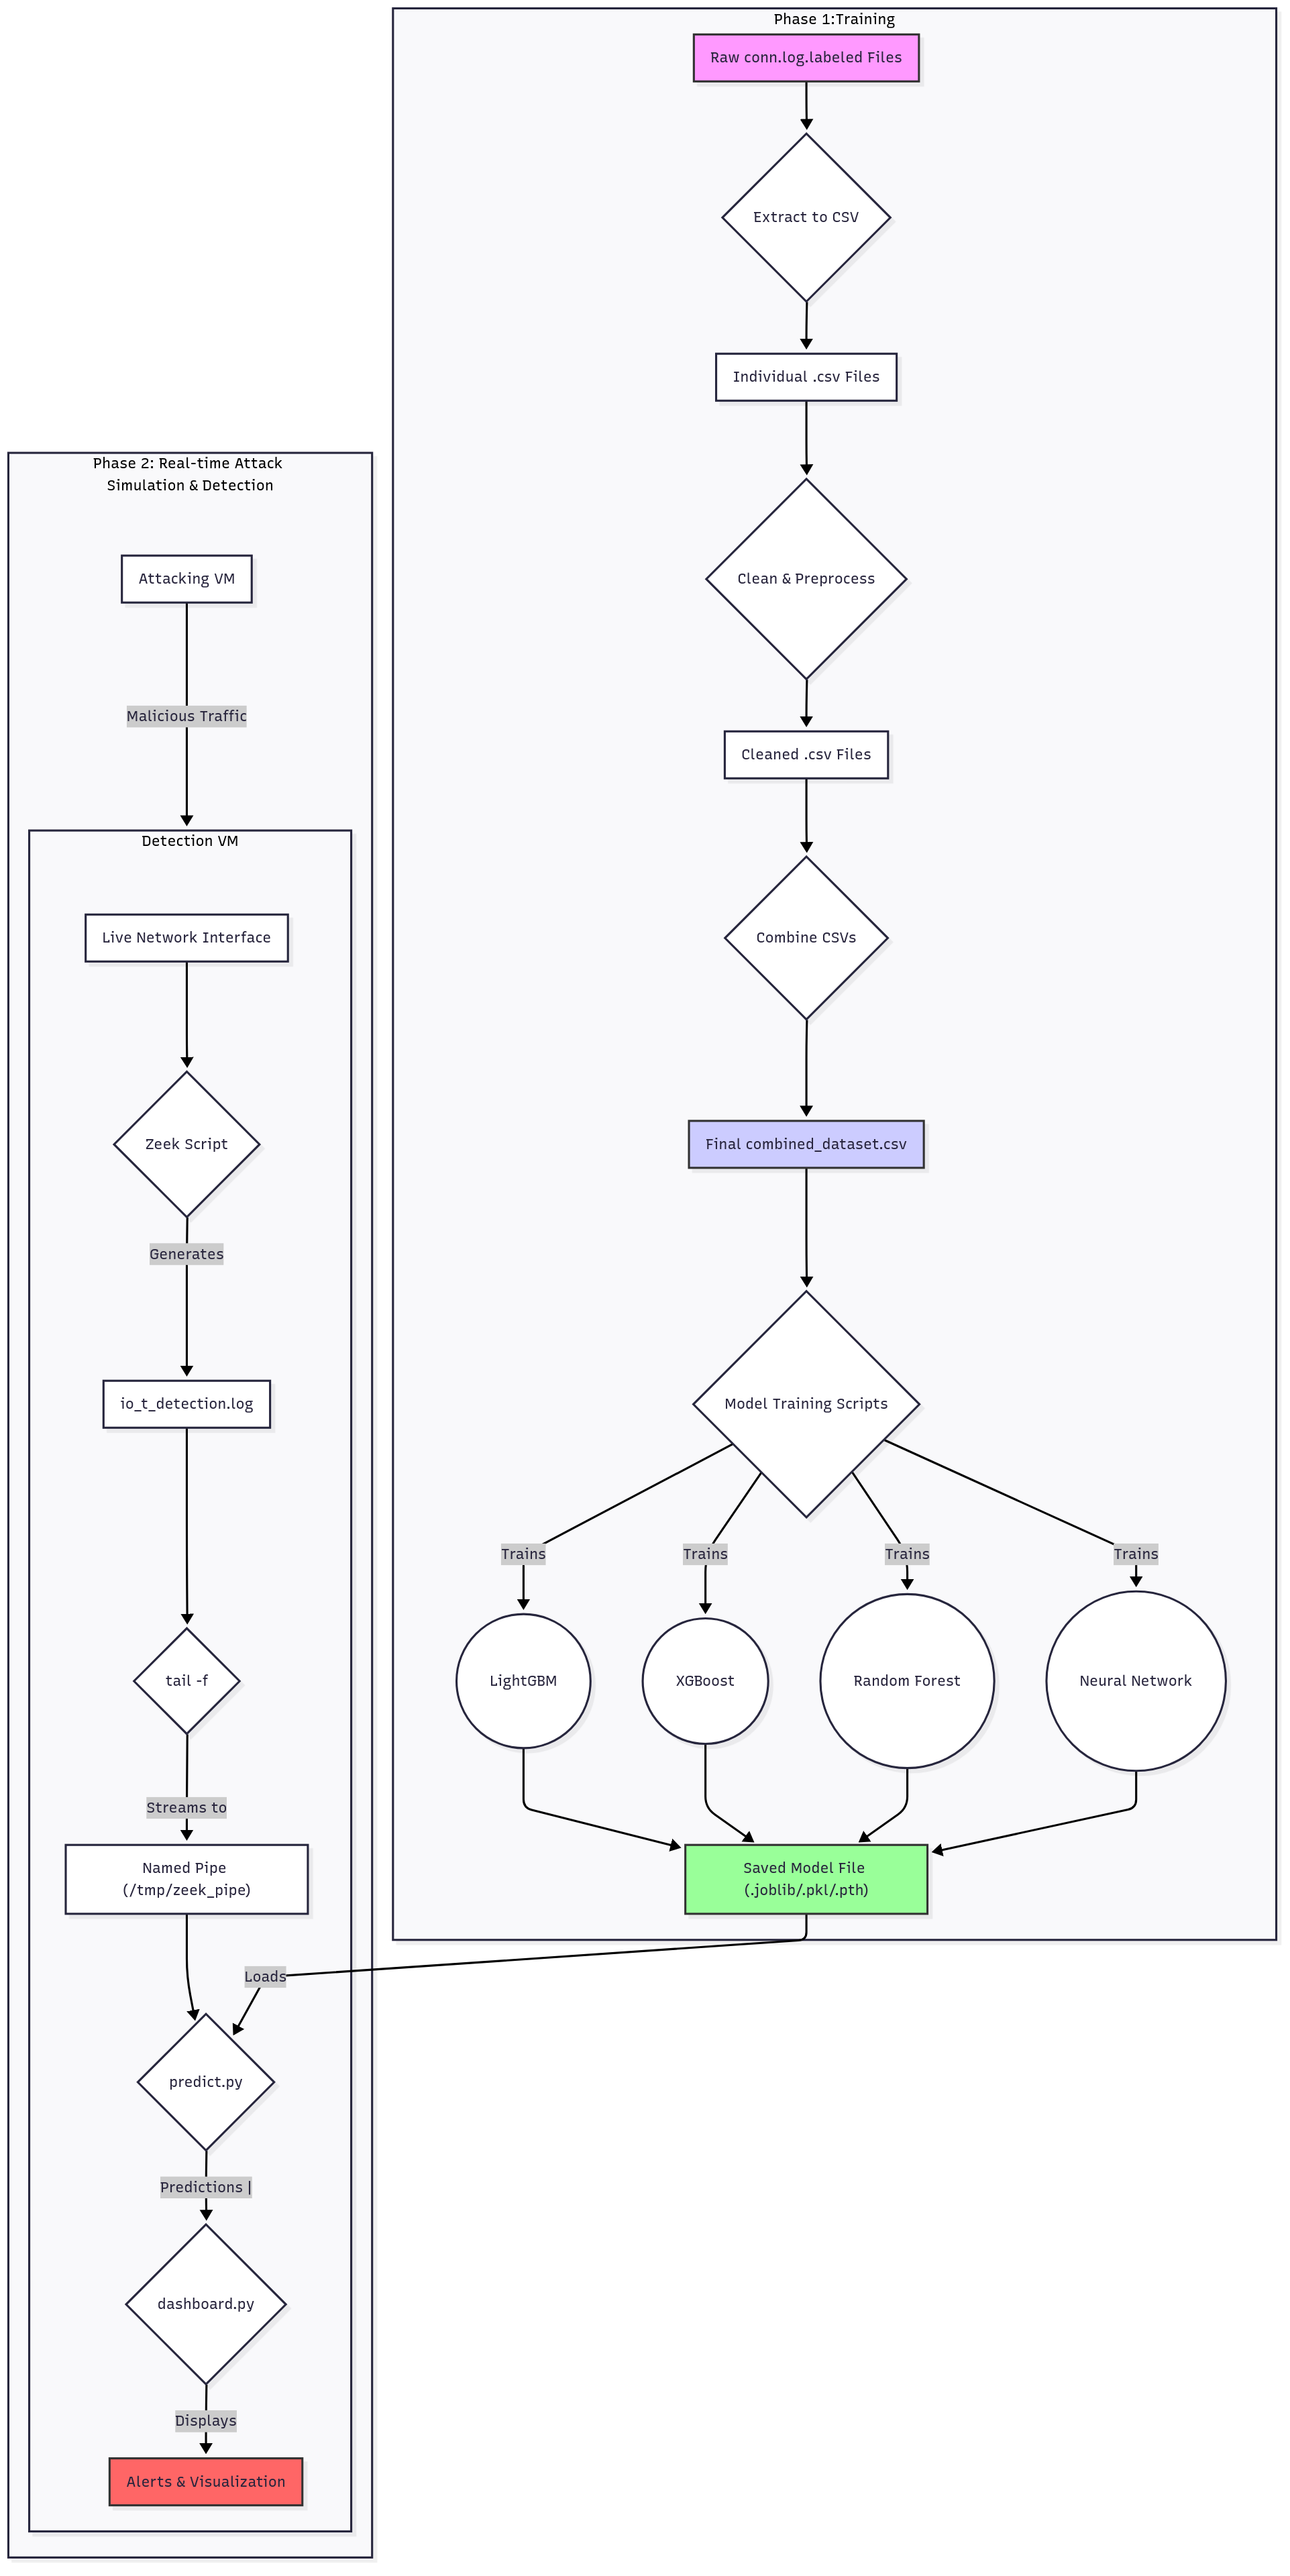 Phase 1:Training
Raw conn.log.labeled Files
Extract to CSV
Individual .csv Files
Clean & Preprocess
Cleaned .csv Files
Combine CSVs
Final combined_dataset.csv
Model Training Scripts
Trains
Trains
Trains
Trains
LightGBM
XGBoost
Random Forest
Neural Network
Saved Model File
(.joblib/.pkl/.pth)
Phase 2: Real-time Attack
Simulation & Detection
Attacking VM
Malicious Traffic
Detection VM
Live Network Interface
Zeek Script
Generates
io_t_detection.log
tail -f
Streams to
Named Pipe
(/tmp/zeek_pipe)
Loads
predict.py
Predictions |
dashboard.py
Displays
Alerts & Visualization